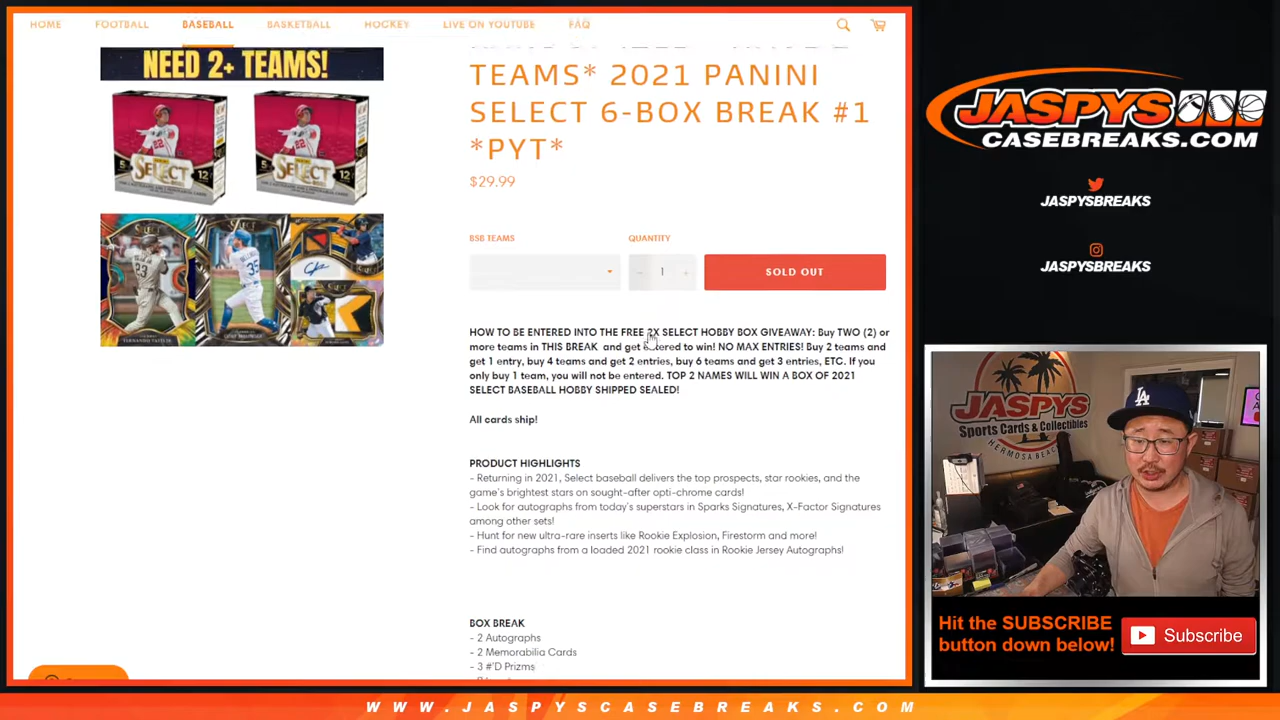 HOME
FOOTBALL
BASEBALL
BASKETBALL
HOCKEY
LIVE ON YOUTUBE
FAQ
NEED 2+ TEAMS!
SELECT
SELECT
TEAMS* 2021 PANINI
SELECT 6-BOX BREAK #1
*PYT*
$29.99
BSB TEAMS
QUANTITY
− 1 +
SOLD OUT
HOW TO BE ENTERED INTO THE FREE 2X SELECT HOBBY BOX GIVEAWAY: Buy TWO (2) or
more teams in THIS BREAK and get entered to win! NO MAX ENTRIES! Buy 2 teams and
get 1 entry, buy 4 teams and get 2 entries, buy 6 teams and get 3 entries, ETC. If you
only buy 1 team, you will not be entered. TOP 2 NAMES WILL WIN A BOX OF 2021
SELECT BASEBALL HOBBY SHIPPED SEALED!
All cards ship!
PRODUCT HIGHLIGHTS
- Returning in 2021, Select baseball delivers the top prospects, star rookies, and the
game's brightest stars on sought-after opti-chrome cards!
- Look for autographs from today's superstars in Sparks Signatures, X-Factor Signatures
among other sets!
- Hunt for new ultra-rare inserts like Rookie Explosion, Firestorm and more!
- Find autographs from a loaded 2021 rookie class in Rookie Jersey Autographs!
BOX BREAK
- 2 Autographs
- 2 Memorabilia Cards
- 3 #'D Prizms
JASPYS
CASEBREAKS.COM
JASPYSBREAKS
JASPYSBREAKS
JASPYS
Sports Cards & Collectibles
HERMOSA BEACH
LA
Hit the SUBSCRIBE
button down below!
Subscribe
WWW.JASPYSCASEBREAKS.COM